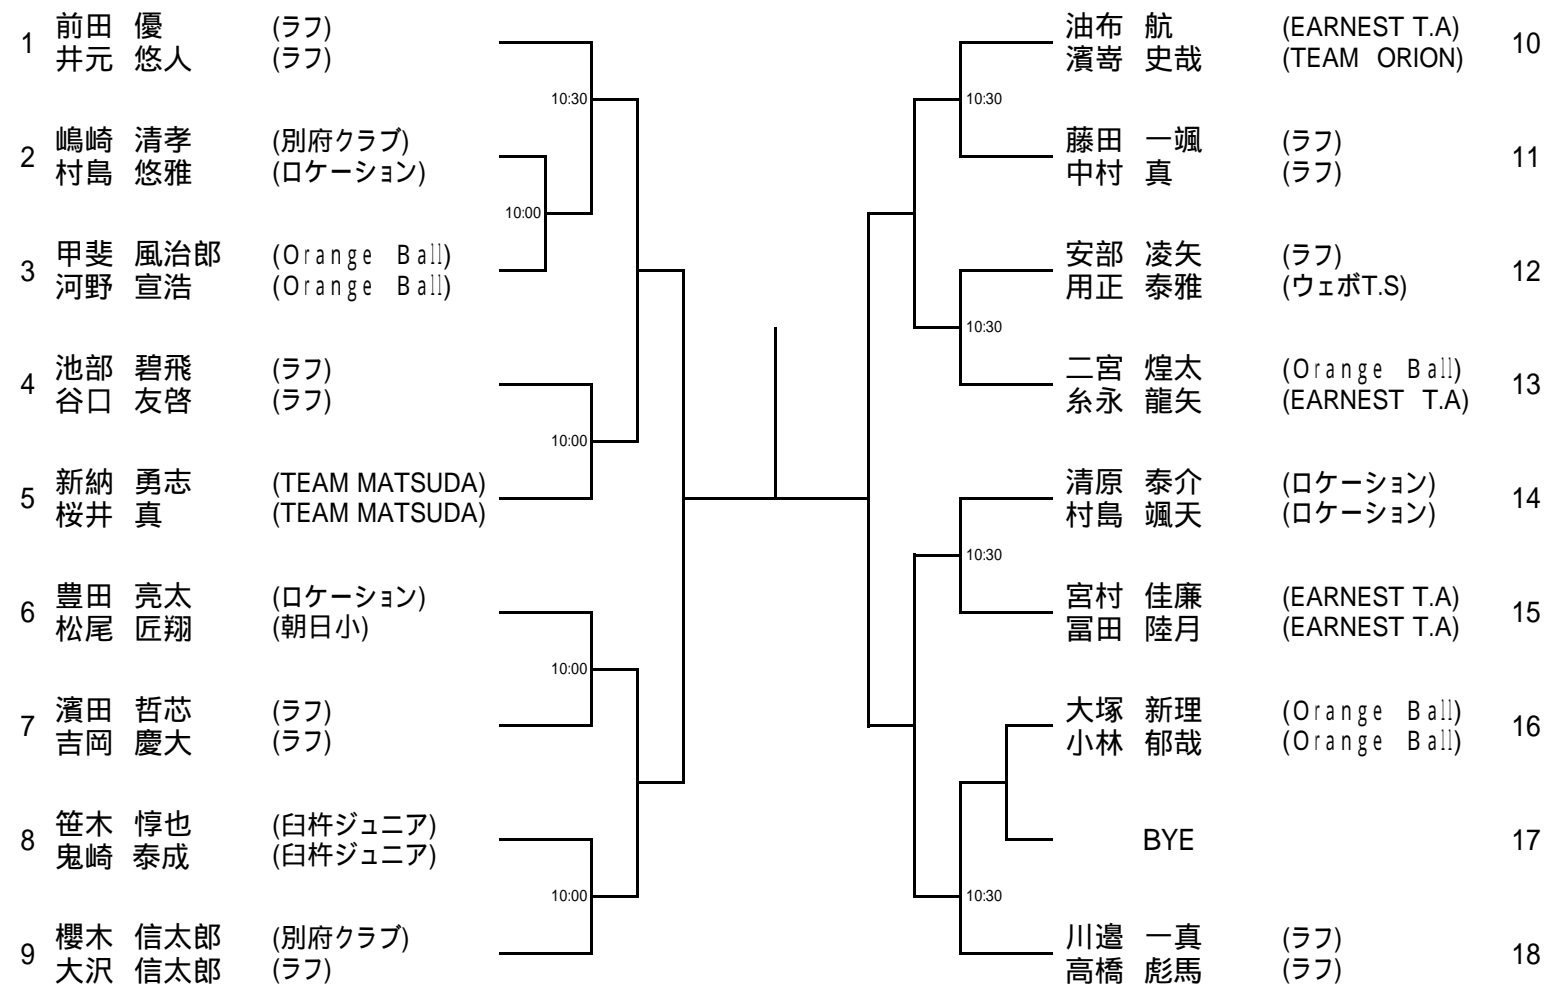 1 前田 優 (ラフ)
井元 悠人 (ラフ)
10:30
2 嶋崎 清孝 (別府クラブ)
村島 悠雅 (ロケーション)
10:00
3 甲斐 風治郎 (Orange Ball)
河野 宣浩 (Orange Ball)
4 池部 碧飛 (ラフ)
谷口 友啓 (ラフ)
10:00
5 新納 勇志 (TEAM MATSUDA)
桜井 真 (TEAM MATSUDA)
6 豊田 亮太 (ロケーション)
松尾 匠翔 (朝日小)
10:00
7 濱田 哲芯 (ラフ)
吉岡 慶大 (ラフ)
8 笹木 惇也 (臼杵ジュニア)
鬼崎 泰成 (臼杵ジュニア)
10:00
9 櫻木 信太郎 (別府クラブ)
大沢 信太郎 (ラフ)
油布 航 (EARNEST T.A) 10
濱嵜 史哉 (TEAM ORION)
10:30
藤田 一颯 (ラフ) 11
中村 真 (ラフ)
安部 凌矢 (ラフ) 12
用正 泰雅 (ウェボT.S)
10:30
二宮 煌太 (Orange Ball) 13
糸永 龍矢 (EARNEST T.A)
清原 泰介 (ロケーション) 14
村島 颯天 (ロケーション)
10:30
宮村 佳廉 (EARNEST T.A) 15
冨田 陸月 (EARNEST T.A)
大塚 新理 (Orange Ball) 16
小林 郁哉 (Orange Ball)
BYE 17
10:30
川邉 一真 (ラフ) 18
高橋 彪馬 (ラフ)